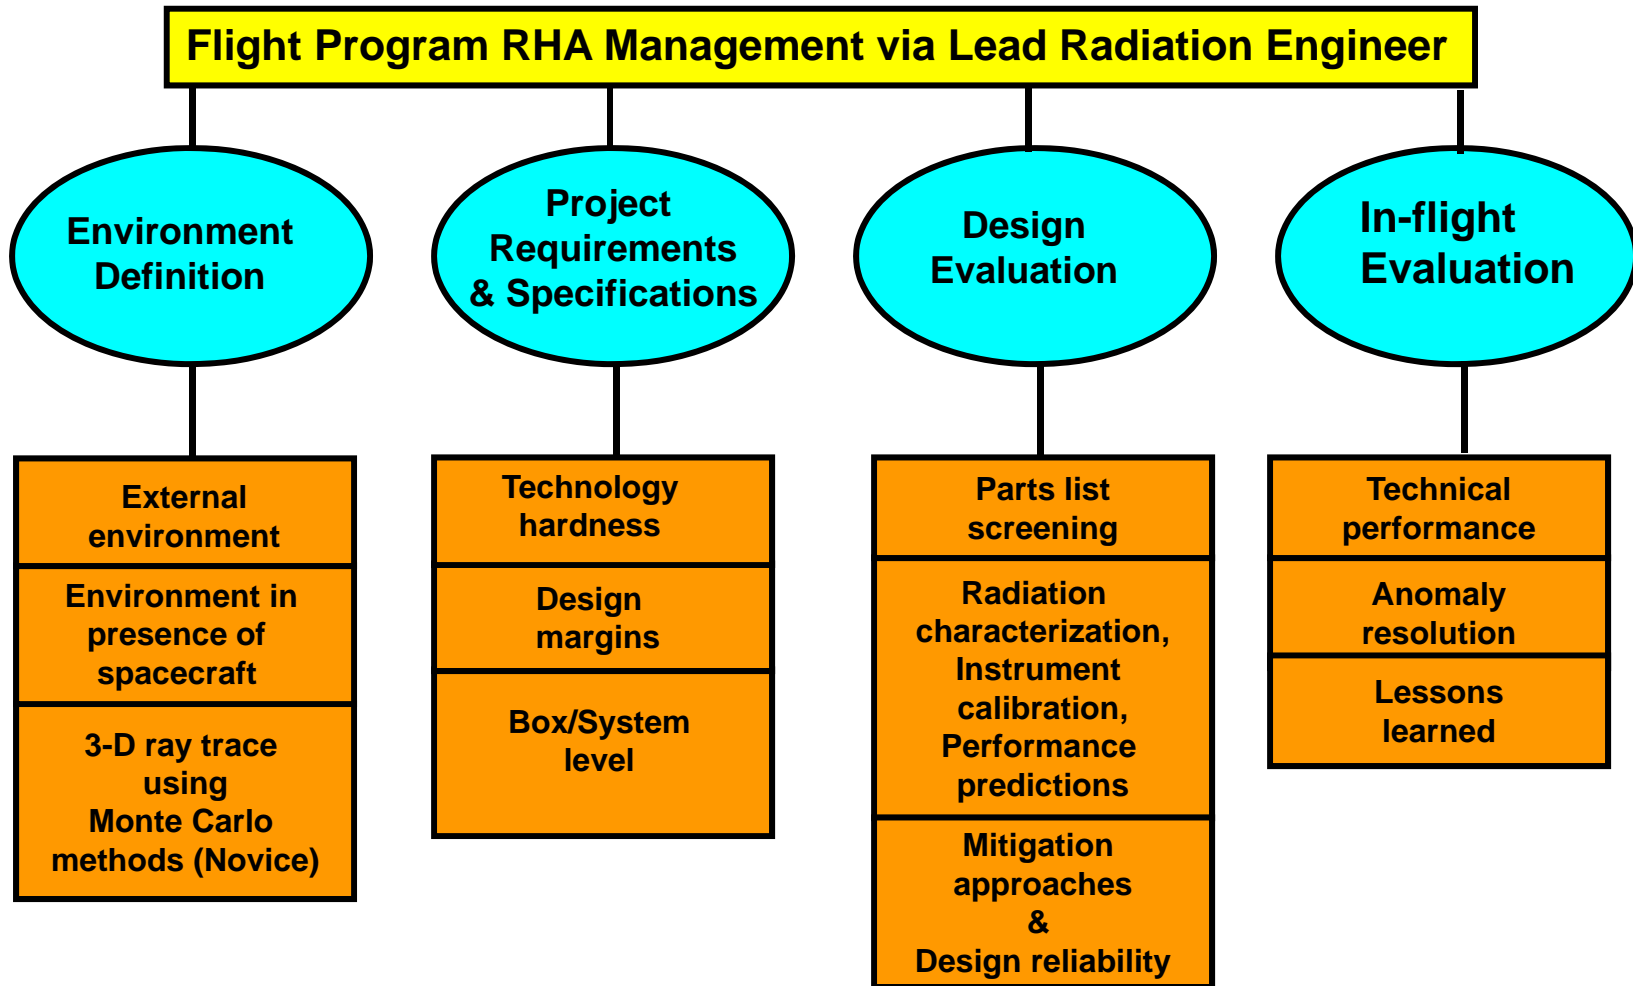 Flight Program RHA Management via Lead Radiation Engineer
Environment
Definition
Project
Requirements
& Specifications
Design
Evaluation
In-flight
Evaluation
External
environment
Environment in
presence of
spacecraft
3-D ray trace
using
Monte Carlo
methods (Novice)
Technology
hardness
Design
margins
Box/System
level
Parts list
screening
Radiation
characterization,
Instrument
calibration,
Performance
predictions
Mitigation
approaches
&
Design reliability
Technical
performance
Anomaly
resolution
Lessons
learned